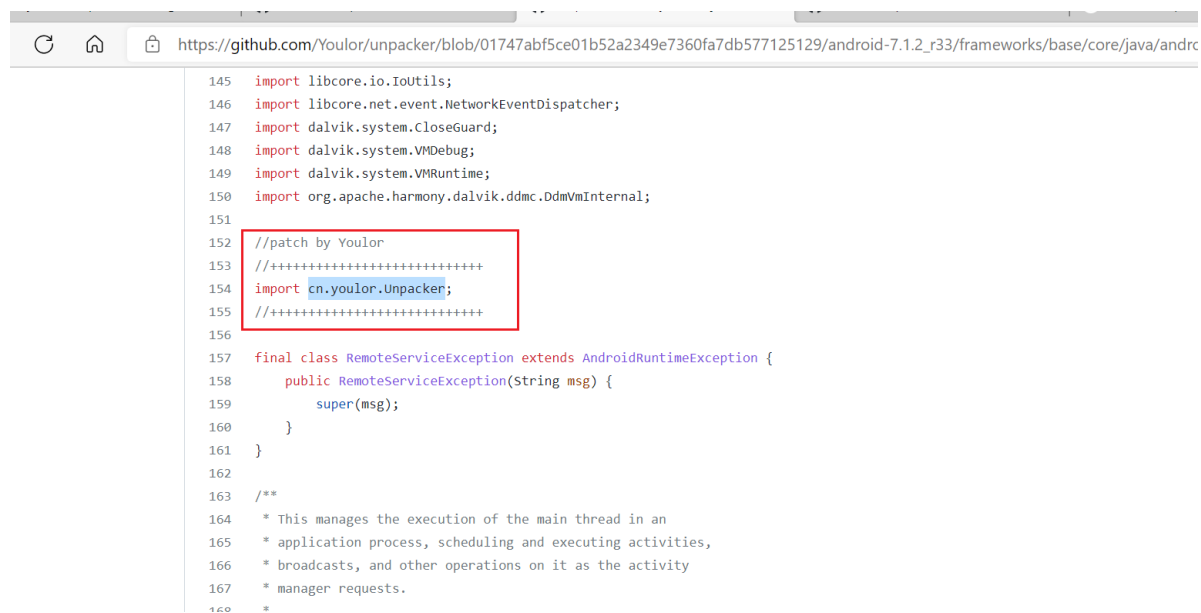 https://github.com/Youlor/unpacker/blob/01747abf5ce01b52a2349e7360fa7db577125129/android-7.1.2_r33/frameworks/base/core/java/andro
145 import libcore.io.IoUtils;
146 import libcore.net.event.NetworkEventDispatcher;
147 import dalvik.system.CloseGuard;
148 import dalvik.system.VMDebug;
149 import dalvik.system.VMRuntime;
150 import org.apache.harmony.dalvik.ddmc.DdmVmInternal;
151
152 //patch by Youlor
153 //++++++++++++++++++++++++++++
154 import cn.youlor.Unpacker;
155 //++++++++++++++++++++++++++++
156
157 final class RemoteServiceException extends AndroidRuntimeException {
158     public RemoteServiceException(String msg) {
159         super(msg);
160     }
161 }
162
163 /**
164  * This manages the execution of the main thread in an
165  * application process, scheduling and executing activities,
166  * broadcasts, and other operations on it as the activity
167  * manager requests.
168  *